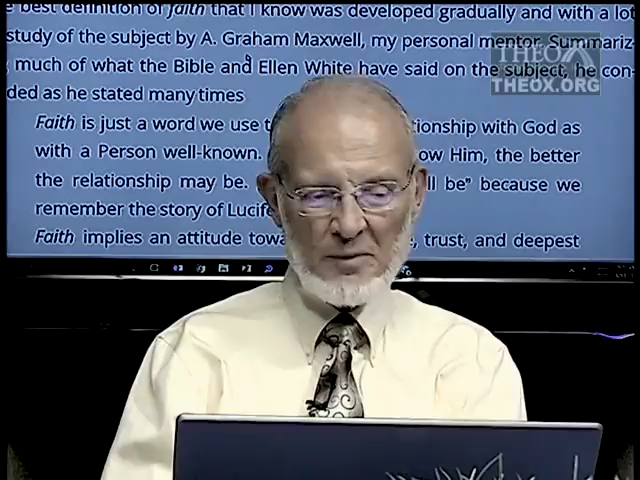 best definition of faith that I know was developed gradually and with a lot
study of the subject by A. Graham Maxwell, my personal mentor. Summariz
much of what the Bible and Ellen White have said on the subject, he con-
ded as he stated many times
Faith is just a word we use
ionship with God as
with a Person well-known.
ow Him, the better
the relationship may be.
ll be" because we
remember the story of Lucife
Faith implies an attitude towa
, trust, and deepest
THEO
THEOX.ORG